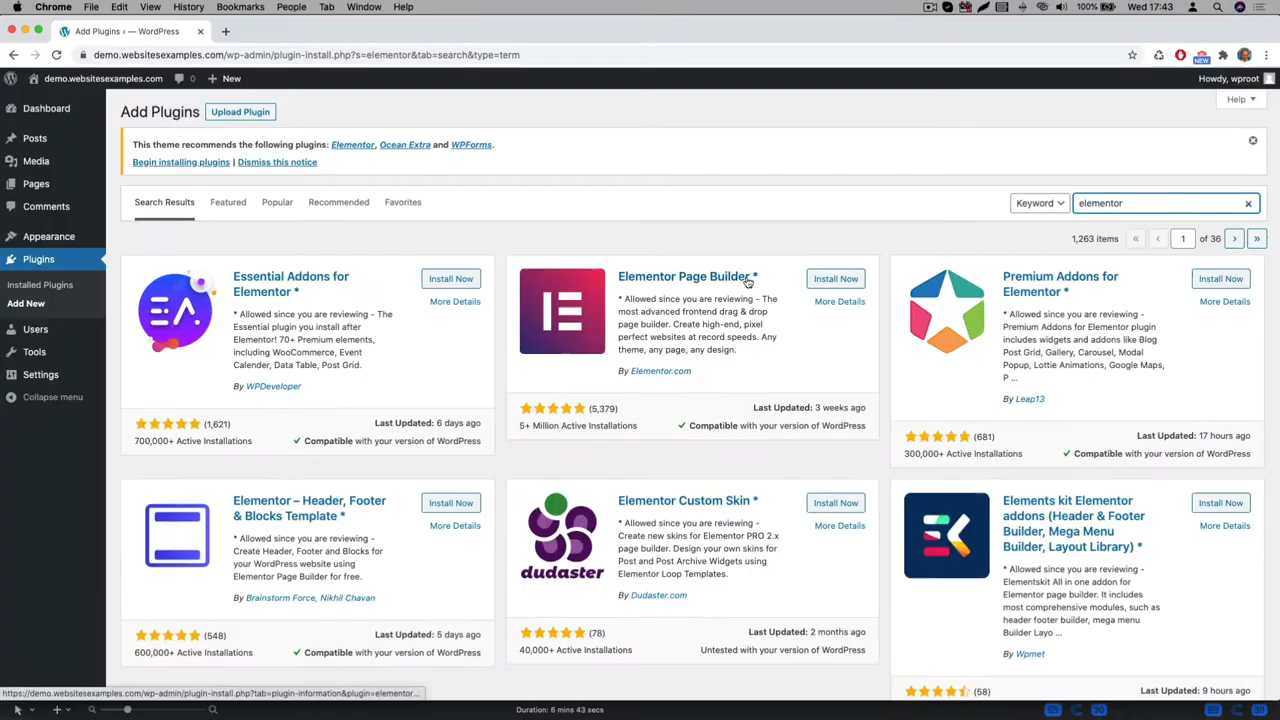 Chrome File Edit View History Bookmarks People Tab Window Help
100% Wed 17:43
Add Plugins ‹ — WordPress
demo.websitesexamples.com/wp-admin/plugin-install.php?s=elementor&tab=search&type=term
NEW
demo.websitesexamples.com 0 New
Howdy, wproot
Dashboard
Posts
Media
Pages
Comments
Appearance
Plugins
Installed Plugins
Add New
Users
Tools
Settings
Collapse menu
Help
Add Plugins Upload Plugin
This theme recommends the following plugins: Elementor, Ocean Extra and WPForms.
Begin installing plugins | Dismiss this notice
Search Results Featured Popular Recommended Favorites
Keyword elementor
1,263 items « ‹ 1 of 36 › »
Essential Addons for
Elementor *
Install Now
More Details
* Allowed since you are reviewing - The
Essential plugin you install after
Elementor! 70+ Premium elements,
including WooCommerce, Event
Calender, Data Table, Post Grid.
By WPDeveloper
(1,621)
Last Updated: 6 days ago
700,000+ Active Installations
Compatible with your version of WordPress
Elementor Page Builder *
Install Now
More Details
* Allowed since you are reviewing - The
most advanced frontend drag & drop
page builder. Create high-end, pixel
perfect websites at record speeds. Any
theme, any page, any design.
By Elementor.com
(5,379)
Last Updated: 3 weeks ago
5+ Million Active Installations
Compatible with your version of WordPress
Premium Addons for
Elementor *
Install Now
More Details
* Allowed since you are reviewing -
Premium Addons for Elementor plugin
includes widgets and addons like Blog
Post Grid, Gallery, Carousel, Modal
Popup, Lottie Animations, Google Maps,
P ...
By Leap13
(681)
Last Updated: 17 hours ago
300,000+ Active Installations
Compatible with your version of WordPress
Elementor – Header, Footer
& Blocks Template *
Install Now
More Details
* Allowed since you are reviewing -
Create Header, Footer and Blocks for
your WordPress website using
Elementor Page Builder for free.
By Brainstorm Force, Nikhil Chavan
(548)
Last Updated: 5 days ago
600,000+ Active Installations
Compatible with your version of WordPress
dudaster
Elementor Custom Skin *
Install Now
More Details
* Allowed since you are reviewing -
Create new skins for Elementor PRO 2.x
page builder. Design your own skins for
Post and Post Archive Widgets using
Elementor Loop Templates.
By Dudaster.com
(78)
Last Updated: 2 months ago
40,000+ Active Installations
Untested with your version of WordPress
Elements kit Elementor
addons (Header & Footer
Builder, Mega Menu
Builder, Layout Library) *
Install Now
More Details
* Allowed since you are reviewing -
Elementskit All in one addon for
Elementor page builder. It includes
most comprehensive modules, such as
header footer builder, mega menu
Builder Layo ...
By Wpmet
(58)
Last Updated: 9 hours ago
https://demo.websitesexamples.com/wp-admin/plugin-install.php?tab=plugin-information&plugin=elementor...
Duration: 6 mins 43 secs